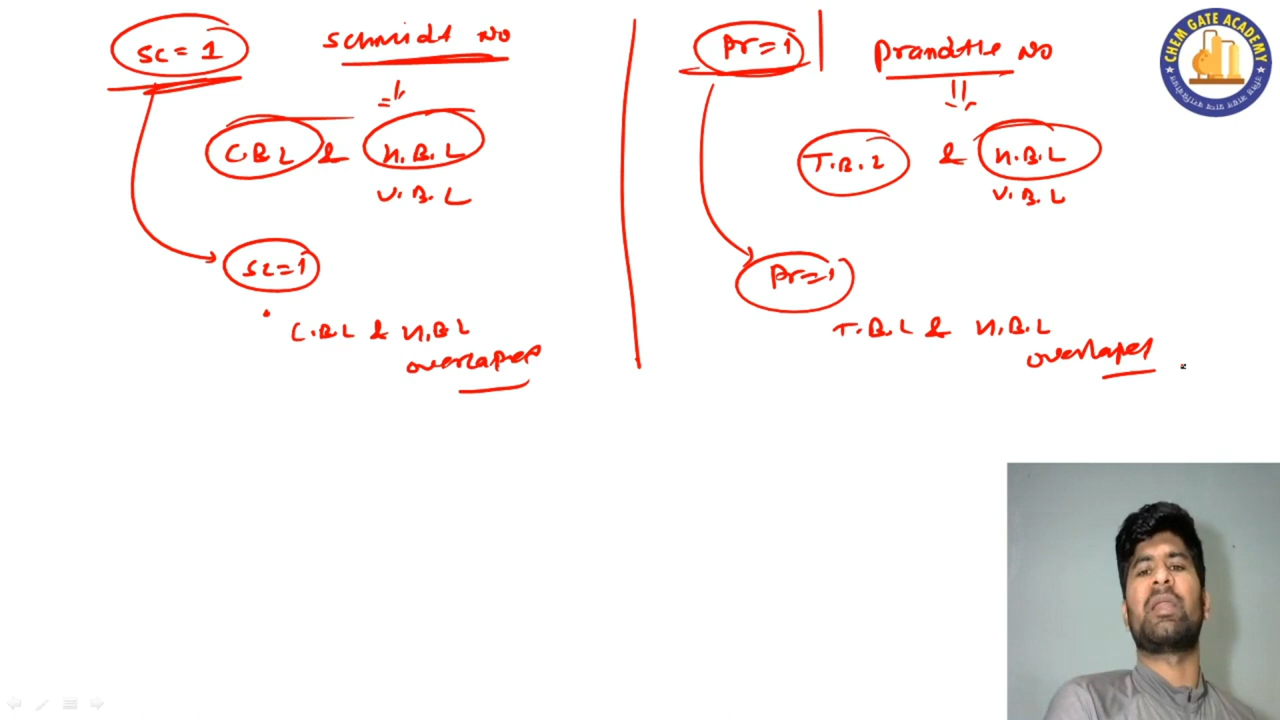 Sc = 1
Schmidt No
C.B.L & H.B.L
V.B.L
Sc=1
C.B.L & H.B.L
overlapes
Pr=1
Prandtle No
T.B.L & H.B.L
V.B.L
Pr=1
T.B.L & H.B.L
overlapes
CHEM GATE ACADEMY